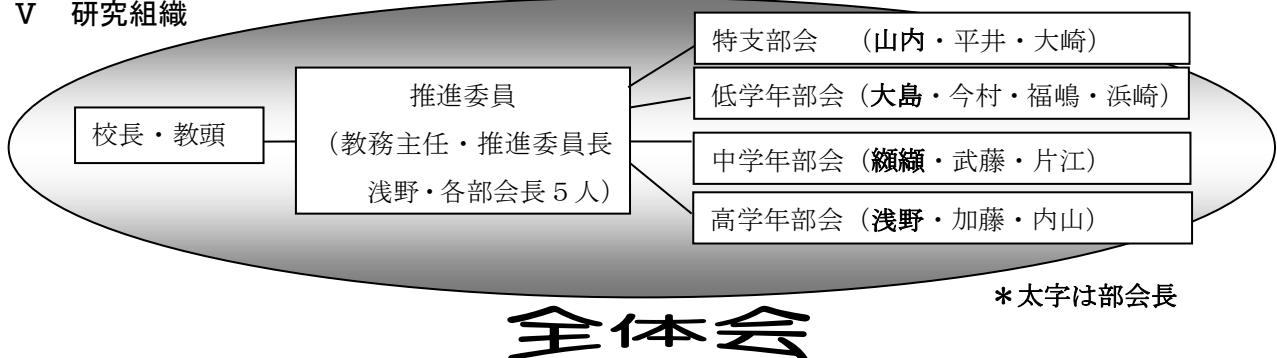 Ⅴ　研究組織
特支部会　（山内・平井・大崎）
低学年部会（大島・今村・福嶋・浜崎）
中学年部会（纐纈・武藤・片江）
高学年部会（浅野・加藤・内山）
校長・教頭
推進委員
（教務主任・推進委員長
浅野・各部会長５人）
＊太字は部会長
全体会